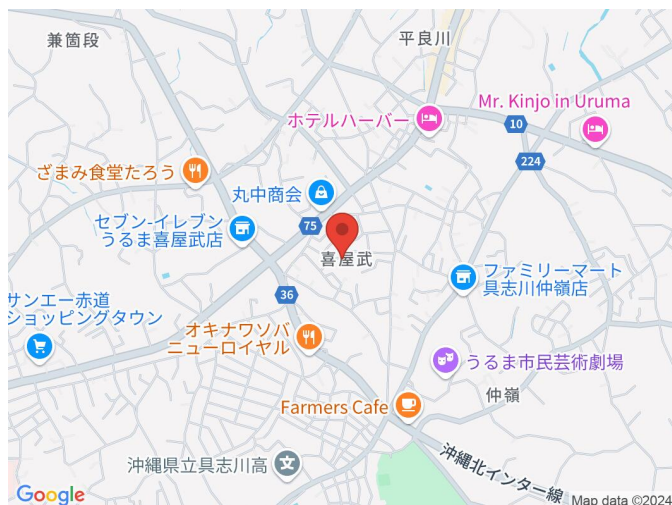 兼箇段
平良川
Mr. Kinjo in Uruma
ホテルハーバー
10
224
ざまみ食堂たろう
丸中商会
セブン-イレブン
うるま喜屋武店
75
喜屋武
ファミリーマート
具志川仲嶺店
36
サンエー赤道
ショッピングタウン
オキナワソバ
ニューロイヤル
うるま市民芸術劇場
仲嶺
Farmers Cafe
沖縄県立具志川高
文
沖縄北インター線
Google
Map data ©2024